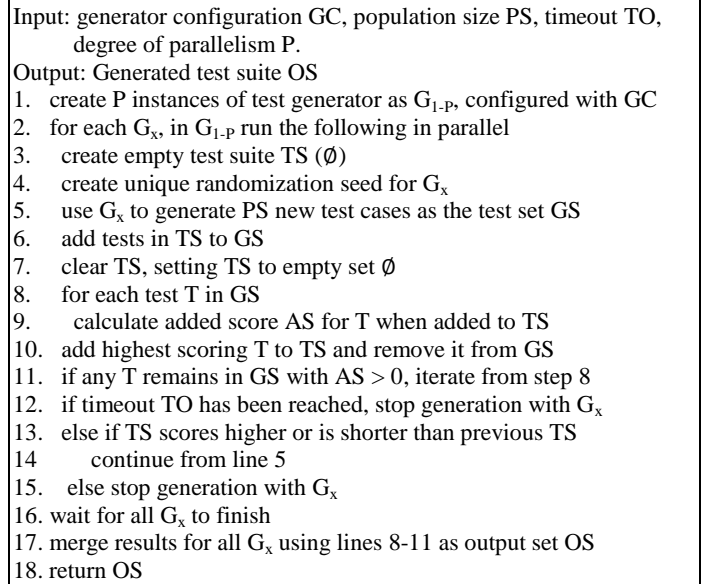 Input: generator configuration GC, population size PS, timeout TO,
degree of parallelism P.
Output: Generated test suite OS
1. create P instances of test generator as G1-P, configured with GC
2. for each Gx, in G1-P run the following in parallel
3. create empty test suite TS (∅)
4. create unique randomization seed for Gx
5. use Gx to generate PS new test cases as the test set GS
6. add tests in TS to GS
7. clear TS, setting TS to empty set ∅
8. for each test T in GS
9. calculate added score AS for T when added to TS
10. add highest scoring T to TS and remove it from GS
11. if any T remains in GS with AS > 0, iterate from step 8
12. if timeout TO has been reached, stop generation with Gx
13. else if TS scores higher or is shorter than previous TS
14 continue from line 5
15. else stop generation with Gx
16. wait for all Gx to finish
17. merge results for all Gx using lines 8-11 as output set OS
18. return OS